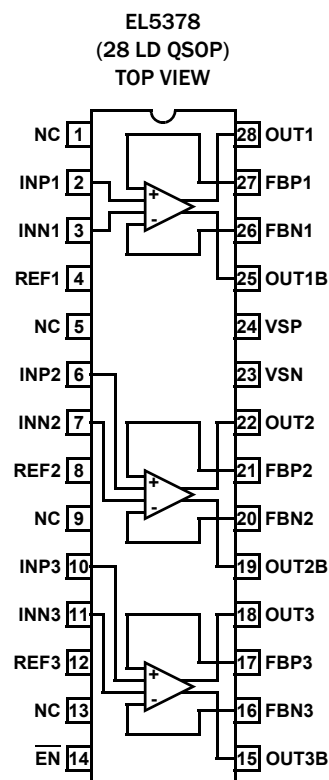 EL5378
(28 LD QSOP)
TOP VIEW
NC 1
28 OUT1
INP1 2
27 FBP1
INN1 3
26 FBN1
REF1 4
25 OUT1B
NC 5
24 VSP
INP2 6
23 VSN
INN2 7
22 OUT2
REF2 8
21 FBP2
NC 9
20 FBN2
INP3 10
19 OUT2B
INN3 11
18 OUT3
REF3 12
17 FBP3
NC 13
16 FBN3
E̅N̅ 14
15 OUT3B
+
-
+
-
+
-